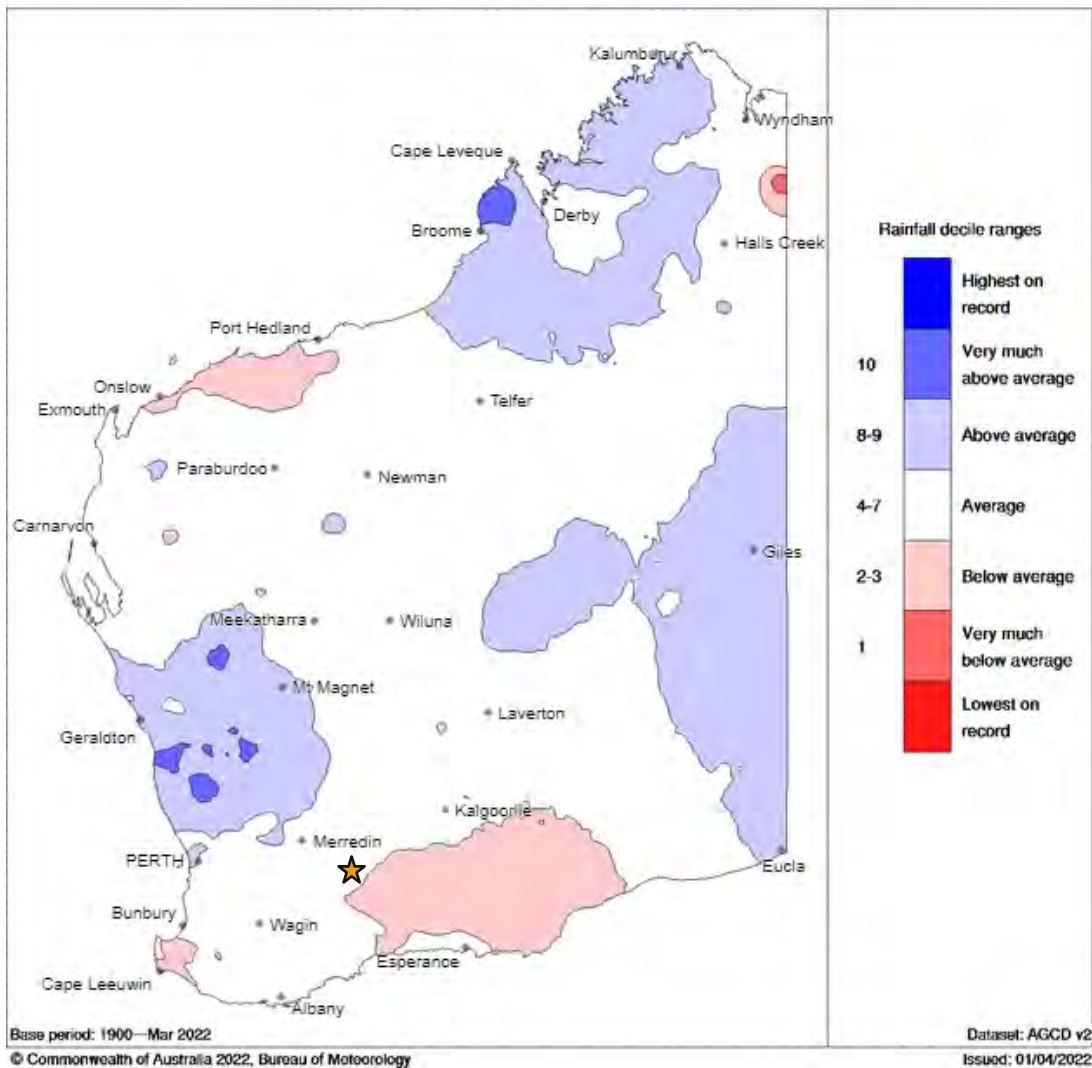 Kalumburu
Wyndham
Cape Leveque
Derby
Broome
Halls Creek
Port Hedland
Onslow
Exmouth
Telfer
Paraburdoo
Newman
Carnarvon
Giles
Meekatharra
Wiluna
Mt Magnet
Geraldton
Laverton
Kalgoorlie
Merredin
PERTH
Eucla
Bunbury
Wagin
Esperance
Cape Leeuwin
Albany
Rainfall decile ranges
Highest on
record
10
Very much
above average
8-9
Above average
4-7
Average
2-3
Below average
1
Very much
below average
Lowest on
record
Base period: 1900—Mar 2022
Dataset: AGCD v2
© Commonwealth of Australia 2022, Bureau of Meteorology
Issued: 01/04/2022